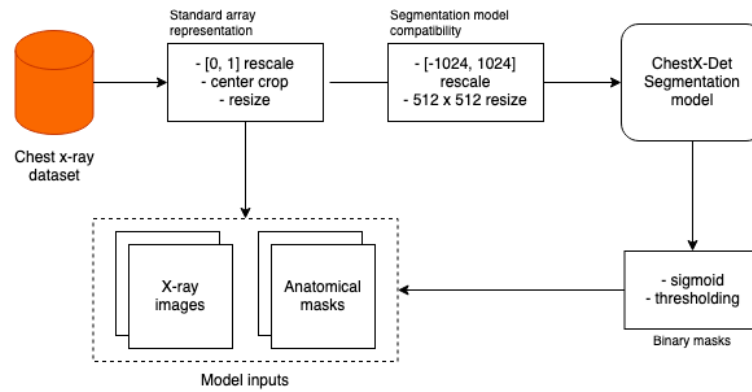 Standard array
representation
Segmentation model
compatibility
- [0, 1] rescale
- center crop
- resize
- [-1024, 1024]
rescale
- 512 x 512 resize
ChestX-Det
Segmentation
model
Chest x-ray
dataset
X-ray
images
Anatomical
masks
- sigmoid
- thresholding
Binary masks
Model inputs